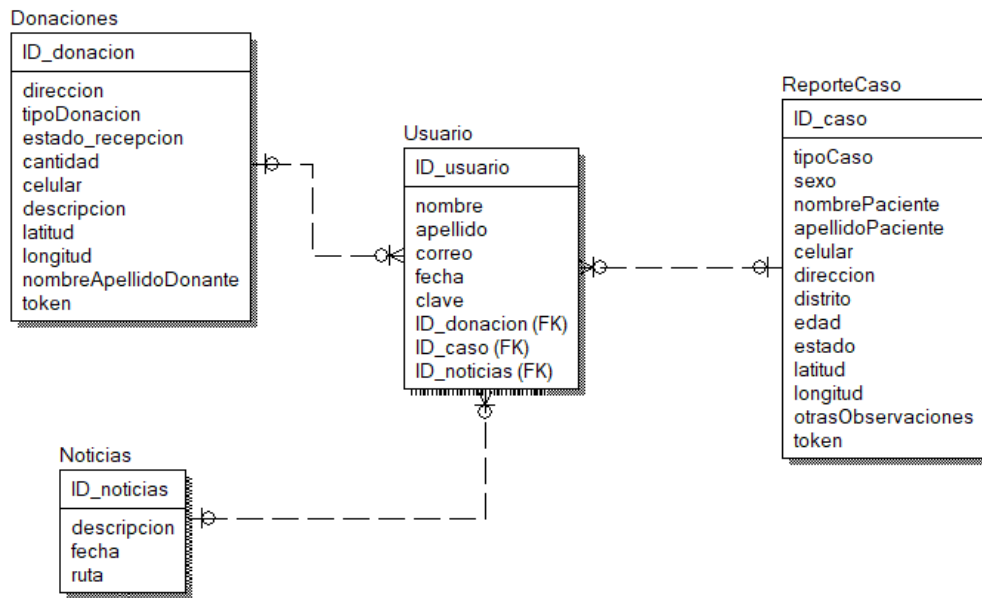 Donaciones
ID_donacion
direccion
tipoDonacion
estado_recepcion
cantidad
celular
descripcion
latitud
longitud
nombreApellidoDonante
token
Usuario
ID_usuario
nombre
apellido
correo
fecha
clave
ID_donacion (FK)
ID_caso (FK)
ID_noticias (FK)
ReporteCaso
ID_caso
tipoCaso
sexo
nombrePaciente
apellidoPaciente
celular
direccion
distrito
edad
estado
latitud
longitud
otrasObservaciones
token
Noticias
ID_noticias
descripcion
fecha
ruta